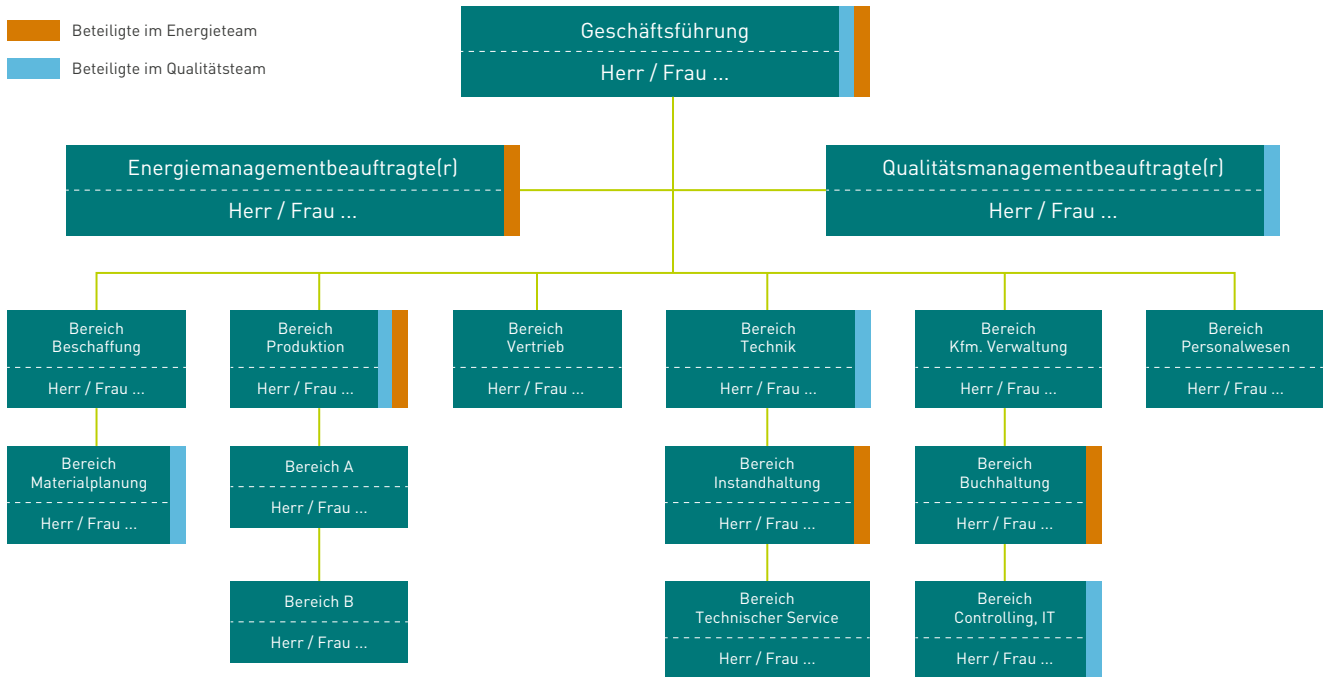 Beteiligte im Energieteam
Beteiligte im Qualitätsteam
Geschäftsführung
Herr / Frau ...
Energiemanagementbeauftragte(r)
Herr / Frau ...
Qualitätsmanagementbeauftragte(r)
Herr / Frau ...
Bereich
Beschaffung
Herr / Frau ...
Bereich
Produktion
Herr / Frau ...
Bereich
Vertrieb
Herr / Frau ...
Bereich
Technik
Herr / Frau ...
Bereich
Kfm. Verwaltung
Herr / Frau ...
Bereich
Personalwesen
Herr / Frau ...
Bereich
Materialplanung
Herr / Frau ...
Bereich A
Herr / Frau ...
Bereich
Instandhaltung
Herr / Frau ...
Bereich
Buchhaltung
Herr / Frau ...
Bereich B
Herr / Frau ...
Bereich
Technischer Service
Herr / Frau ...
Bereich
Controlling, IT
Herr / Frau ...